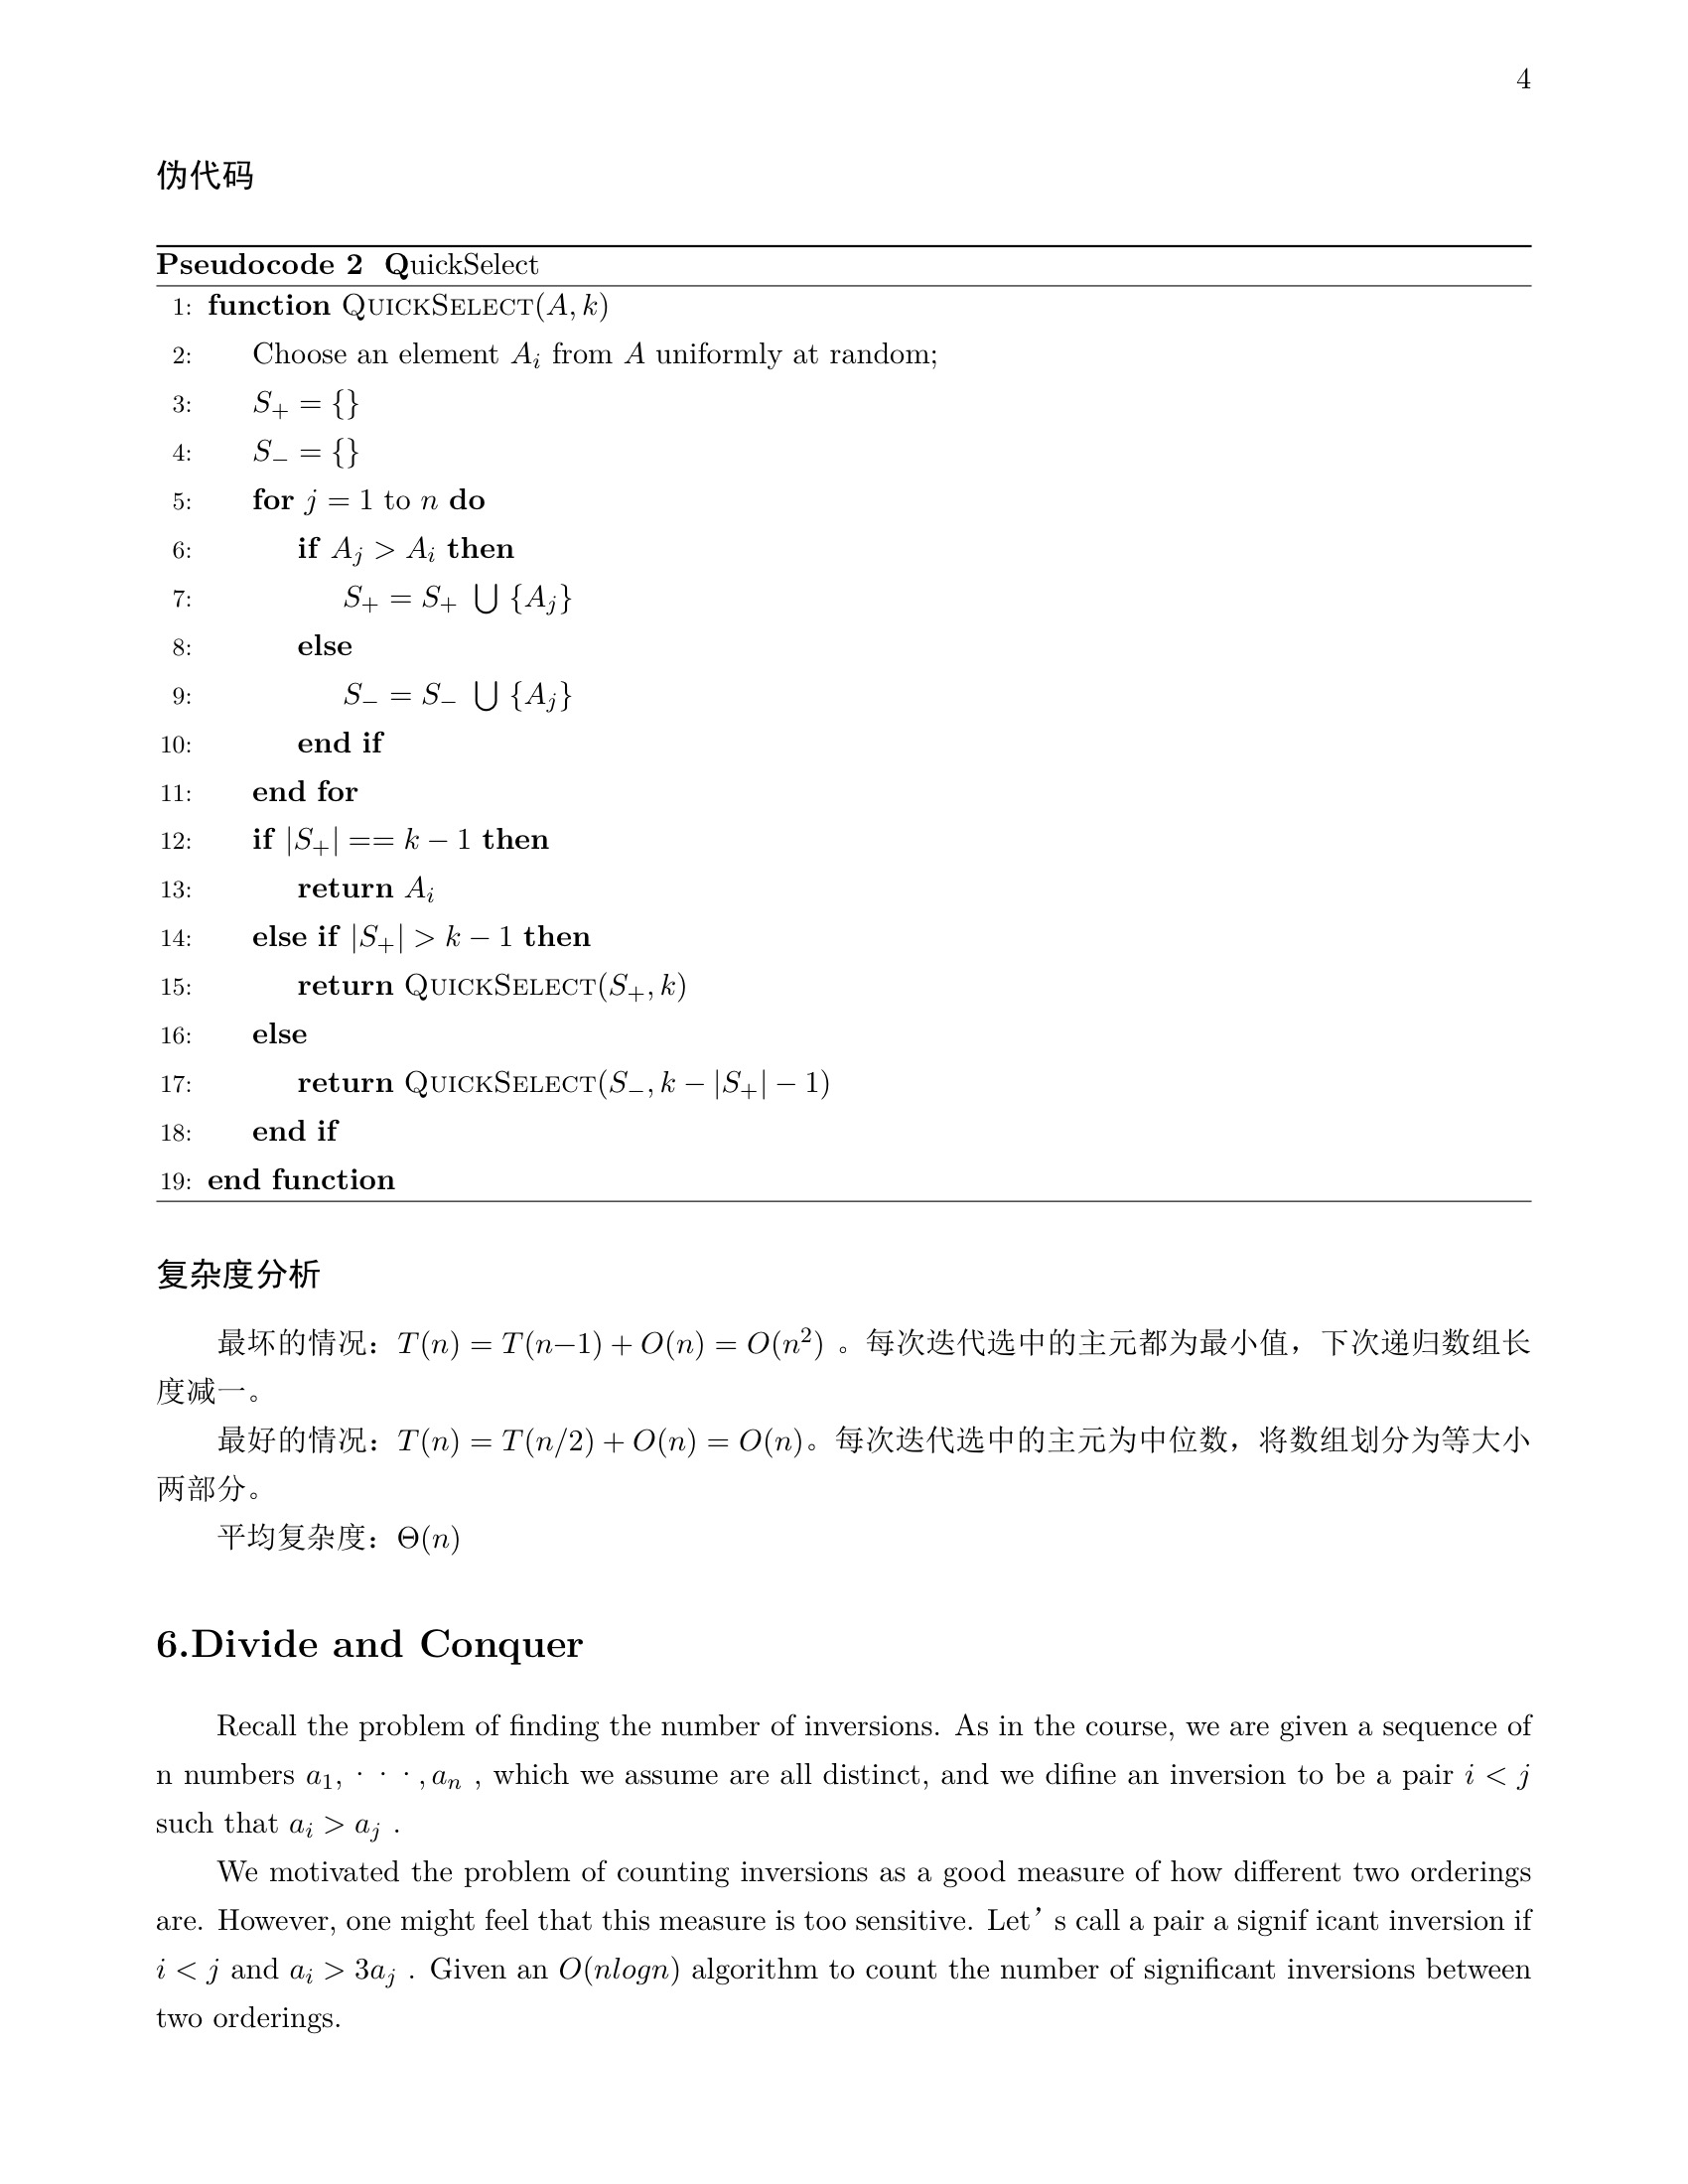 4
伪代码
Pseudocode 2 QuickSelect
1: function QUICKSELECT(A, k)
2: Choose an element A_i from A uniformly at random;
3: S_+ = {}
4: S_− = {}
5: for j = 1 to n do
6: if A_j > A_i then
7: S_+ = S_+ ⋃ {A_j}
8: else
9: S_− = S_− ⋃ {A_j}
10: end if
11: end for
12: if |S_+| == k − 1 then
13: return A_i
14: else if |S_+| > k − 1 then
15: return QUICKSELECT(S_+, k)
16: else
17: return QUICKSELECT(S_−, k − |S_+| − 1)
18: end if
19: end function
复杂度分析
最坏的情况：T(n) = T(n−1) + O(n) = O(n²) 。每次迭代选中的主元都为最小值，下次递归数组长
度减一。
最好的情况：T(n) = T(n/2) + O(n) = O(n)。每次迭代选中的主元为中位数，将数组划分为等大小
两部分。
平均复杂度：Θ(n)
6.Divide and Conquer
Recall the problem of finding the number of inversions. As in the course, we are given a sequence of
n numbers a_1, · · · , a_n , which we assume are all distinct, and we difine an inversion to be a pair i < j
such that a_i > a_j .
We motivated the problem of counting inversions as a good measure of how different two orderings
are. However, one might feel that this measure is too sensitive. Let’ s call a pair a signif icant inversion if
i < j and a_i > 3a_j . Given an O(nlogn) algorithm to count the number of significant inversions between
two orderings.